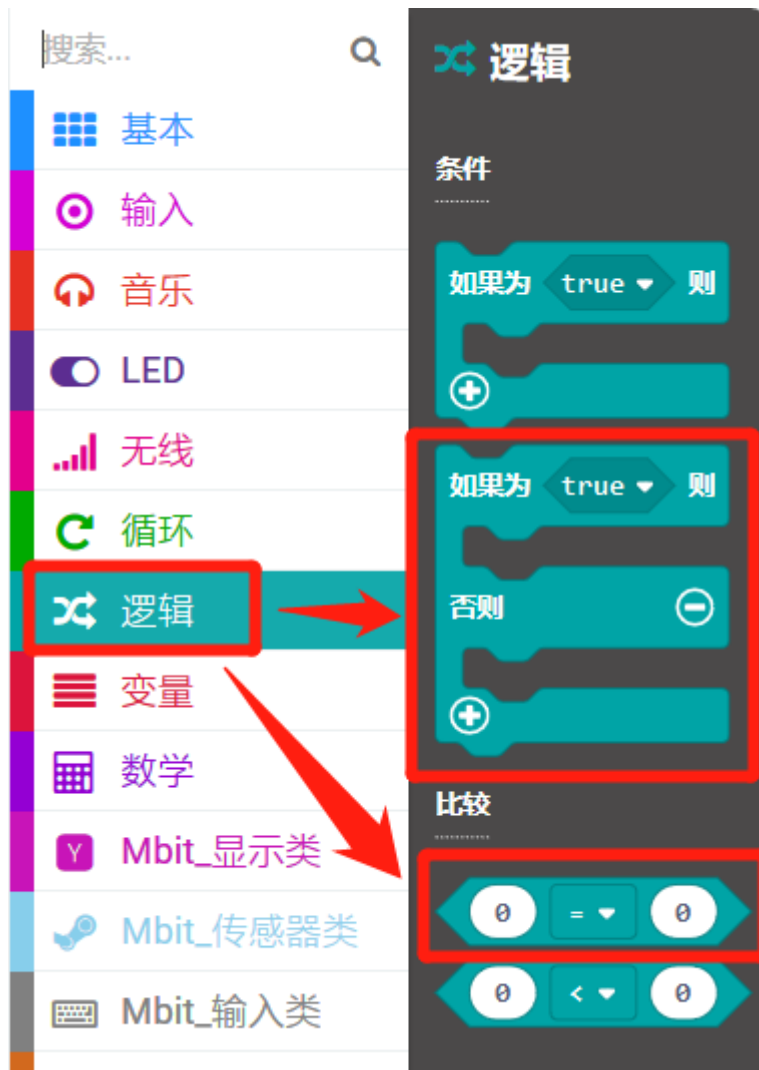 搜索...
基本
输入
音乐
LED
无线
循环
逻辑
变量
数学
Y Mbit_显示类
Mbit_传感器类
Mbit_输入类
逻辑
条件
如果为 true 则
如果为 true 则
否则
比较
0 = 0
0 < 0